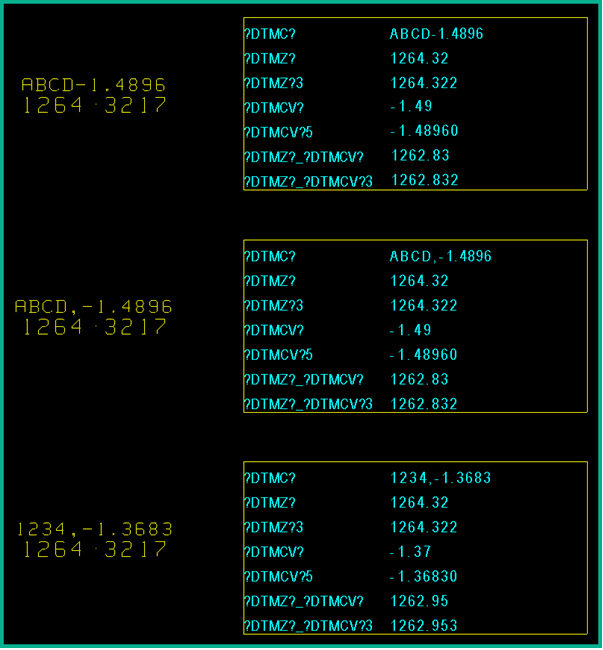 ABCD-1.4896
1264.3217
?DTMC? ABCD-1.4896
?DTMZ? 1264.32
?DTMZ?3 1264.322
?DTMCV? -1.49
?DTMCV?5 -1.48960
?DTMZ?_?DTMCV? 1262.83
?DTMZ?_?DTMCV?3 1262.832
ABCD,-1.4896
1264.3217
?DTMC? ABCD,-1.4896
?DTMZ? 1264.32
?DTMZ?3 1264.322
?DTMCV? -1.49
?DTMCV?5 -1.48960
?DTMZ?_?DTMCV? 1262.83
?DTMZ?_?DTMCV?3 1262.832
1234,-1.3683
1264.3217
?DTMC? 1234,-1.3683
?DTMZ? 1264.32
?DTMZ?3 1264.322
?DTMCV? -1.37
?DTMCV?5 -1.36830
?DTMZ?_?DTMCV? 1262.95
?DTMZ?_?DTMCV?3 1262.953